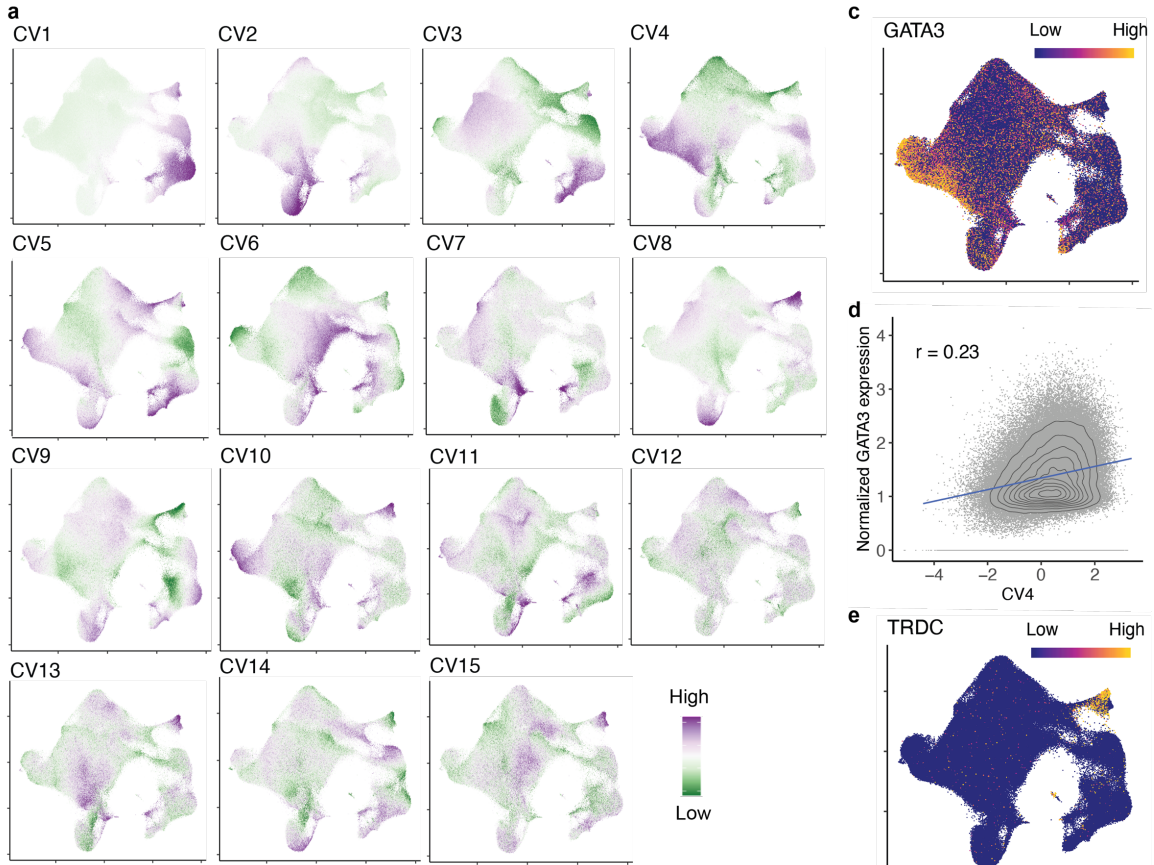 a
CV1
CV2
CV3
CV4
CV5
CV6
CV7
CV8
CV9
CV10
CV11
CV12
CV13
CV14
CV15
High
Low
c
GATA3
Low
High
d
Normalized GATA3 expression
4
3
2
1
0
r = 0.23
−4
−2
0
2
CV4
e
TRDC
Low
High